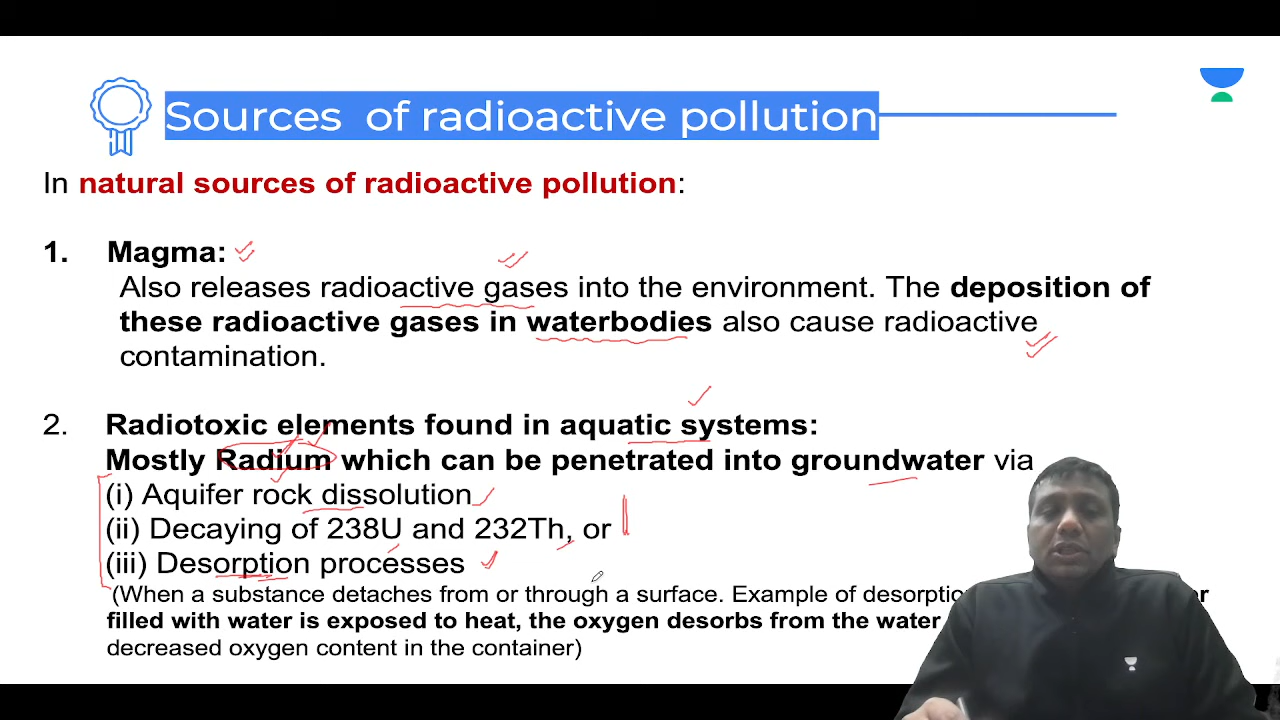 Sources of radioactive pollution
In natural sources of radioactive pollution:
1. Magma:
Also releases radioactive gases into the environment. The deposition of
these radioactive gases in waterbodies also cause radioactive
contamination.
2. Radiotoxic elements found in aquatic systems:
Mostly Radium which can be penetrated into groundwater via
(i) Aquifer rock dissolution
(ii) Decaying of 238U and 232Th, or
(iii) Desorption processes
(When a substance detaches from or through a surface. Example of
filled with water is exposed to heat, the oxygen desorbs from the water
decreased oxygen content in the container)